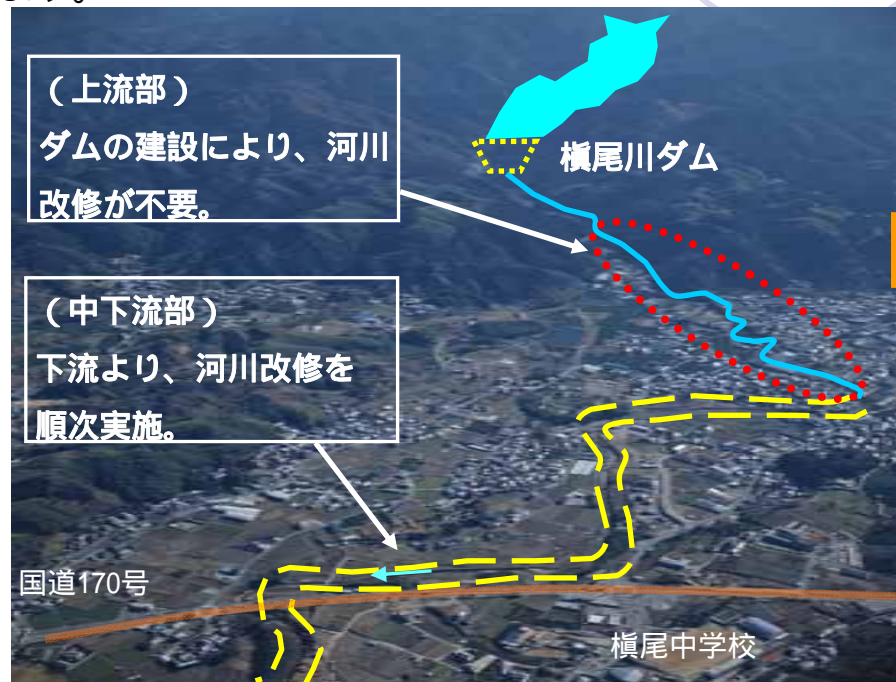 ます。
（上流部）
ダムの建設により、河川
改修が不要。
槇尾川ダム
（中下流部）
下流より、河川改修を
順次実施。
国道170号
槇尾中学校